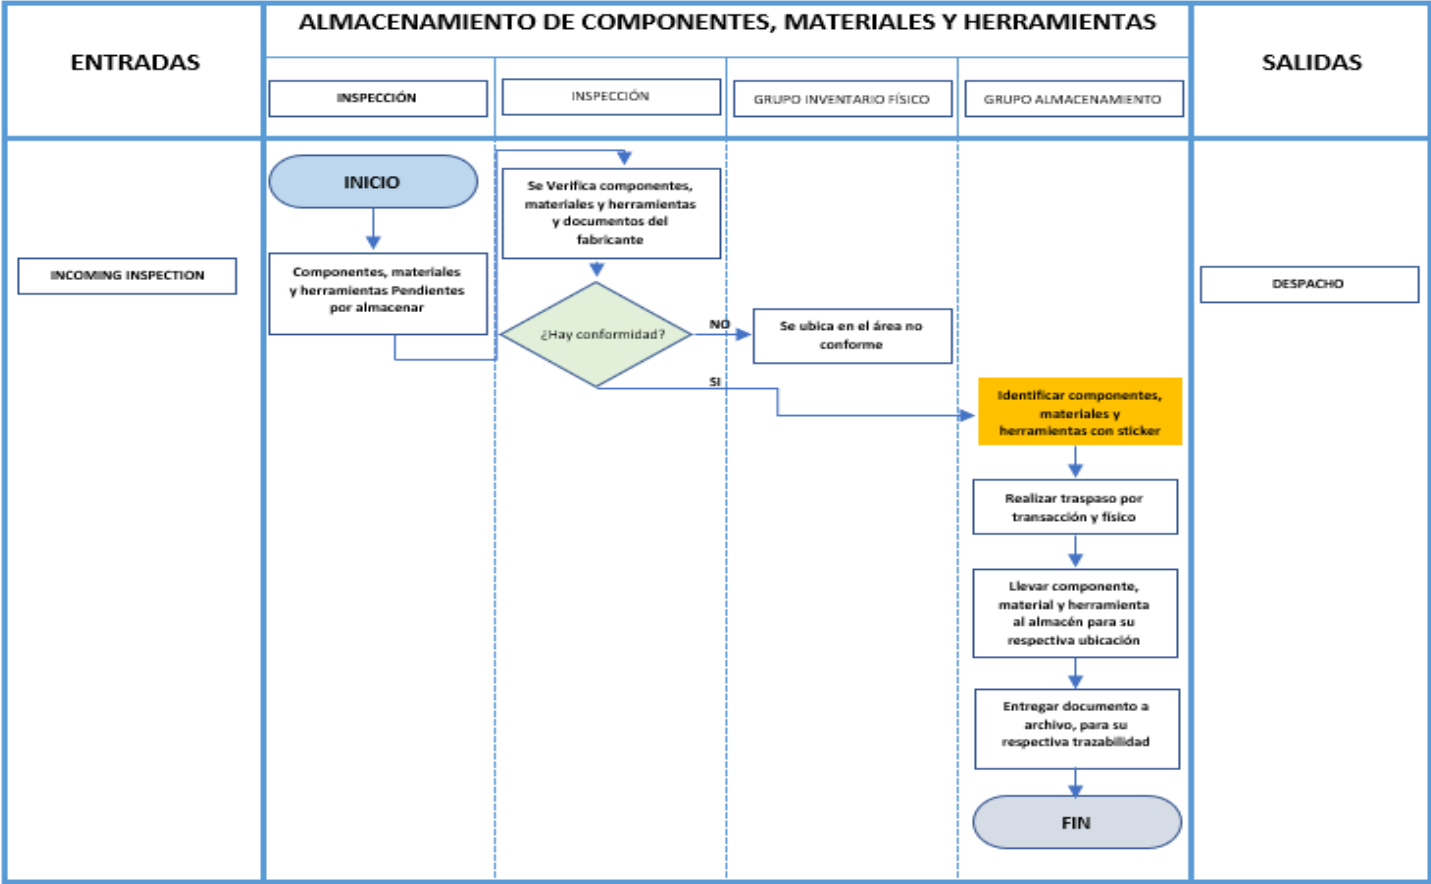 ALMACENAMIENTO DE COMPONENTES, MATERIALES Y HERRAMIENTAS
ENTRADAS
SALIDAS
INSPECCIÓN
INSPECCIÓN
GRUPO INVENTARIO FÍSICO
GRUPO ALMACENAMIENTO
INCOMING INSPECTION
INICIO
Componentes, materiales
y herramientas Pendientes
por almacenar
Se Verifica componentes,
materiales y herramientas
y documentos del
fabricante
¿Hay conformidad?
NO
Se ubica en el área no
conforme
SI
Identificar componentes,
materiales y
herramientas con sticker
Realizar traspaso por
transacción y físico
Llevar componente,
material y herramienta
al almacén para su
respectiva ubicación
Entregar documento a
archivo, para su
respectiva trazabilidad
FIN
DESPACHO